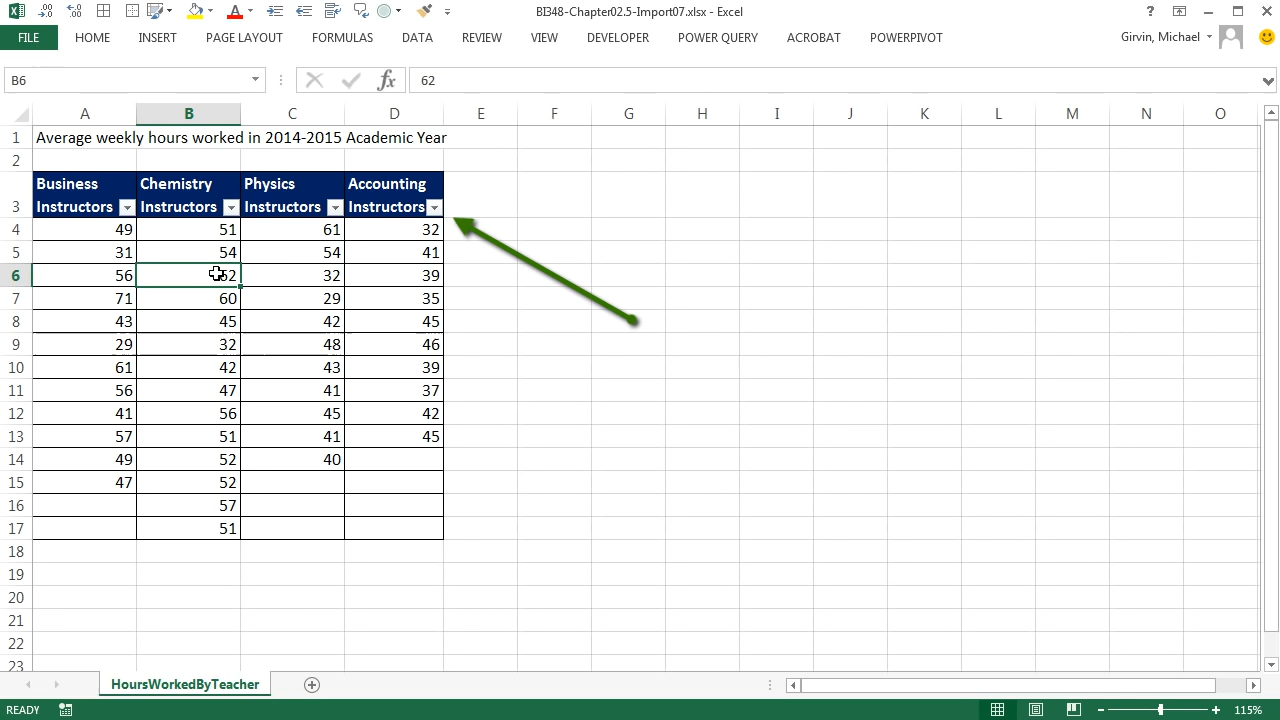 BI348-Chapter02.5-Import07.xlsx - Excel
FILE HOME INSERT PAGE LAYOUT FORMULAS DATA REVIEW VIEW DEVELOPER POWER QUERY ACROBAT POWERPIVOT Girvin, Michael
B6 fx 62
A B C D E F G H I J K L M N O
1 Average weekly hours worked in 2014-2015 Academic Year
2
Business Chemistry Physics Accounting
3 Instructors Instructors Instructors Instructors
4 49 51 61 32
5 31 54 54 41
6 56 62 32 39
7 71 60 29 35
8 43 45 42 45
9 29 32 48 46
10 61 42 43 39
11 56 47 41 37
12 41 56 45 42
13 57 51 41 45
14 49 52 40
15 47 52
16 57
17 51
18
19
20
21
22
23
HoursWorkedByTeacher
READY 115%